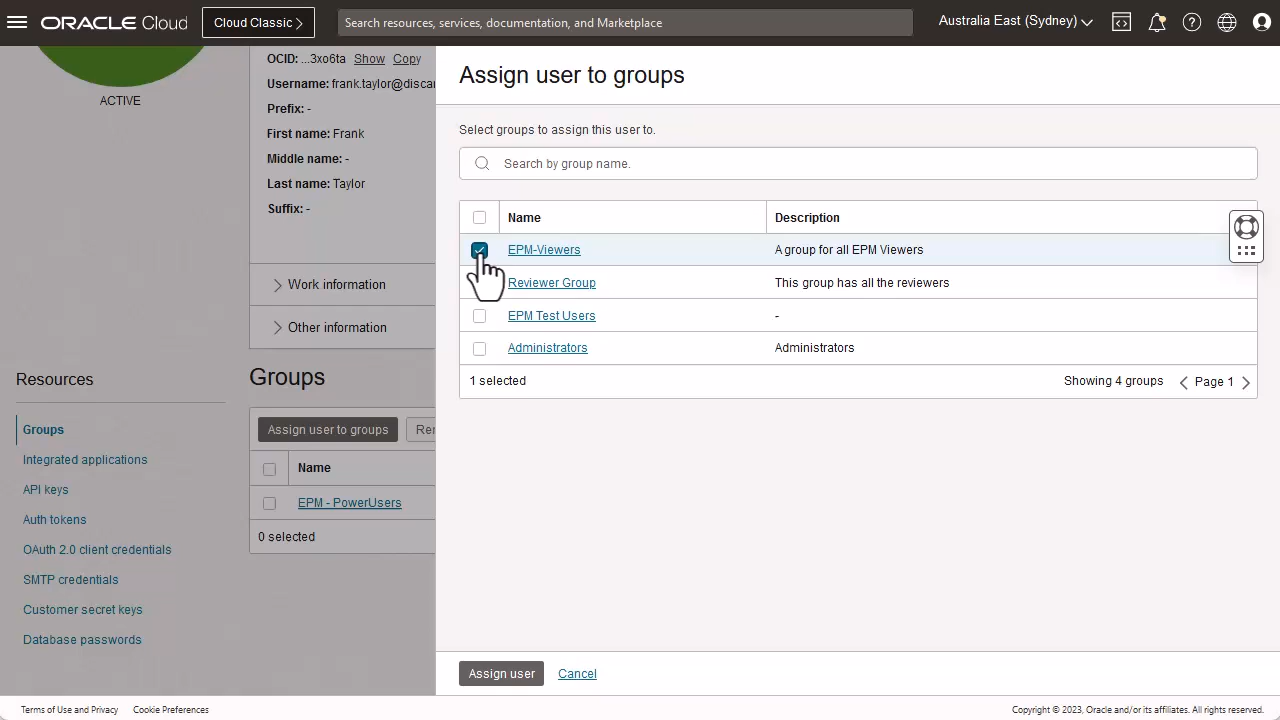 ORACLE Cloud
Cloud Classic
Search resources, services, documentation, and Marketplace
Australia East (Sydney)
OCID: ...3xo6ta Show Copy
Username: frank.taylor@discar
ACTIVE
Prefix: -
First name: Frank
Middle name: -
Last name: Taylor
Suffix: -
Work information
Other information
Resources
Groups
Integrated applications
API keys
Auth tokens
OAuth 2.0 client credentials
SMTP credentials
Customer secret keys
Database passwords
Groups
Assign user to groups
Name
EPM - PowerUsers
0 selected
Assign user to groups
Select groups to assign this user to.
Search by group name.
Name Description
EPM-Viewers A group for all EPM Viewers
Reviewer Group This group has all the reviewers
EPM Test Users -
Administrators Administrators
1 selected Showing 4 groups Page 1
Assign user Cancel
Terms of Use and Privacy Cookie Preferences Copyright © 2023, Oracle and/or its affiliates. All rights reserved.